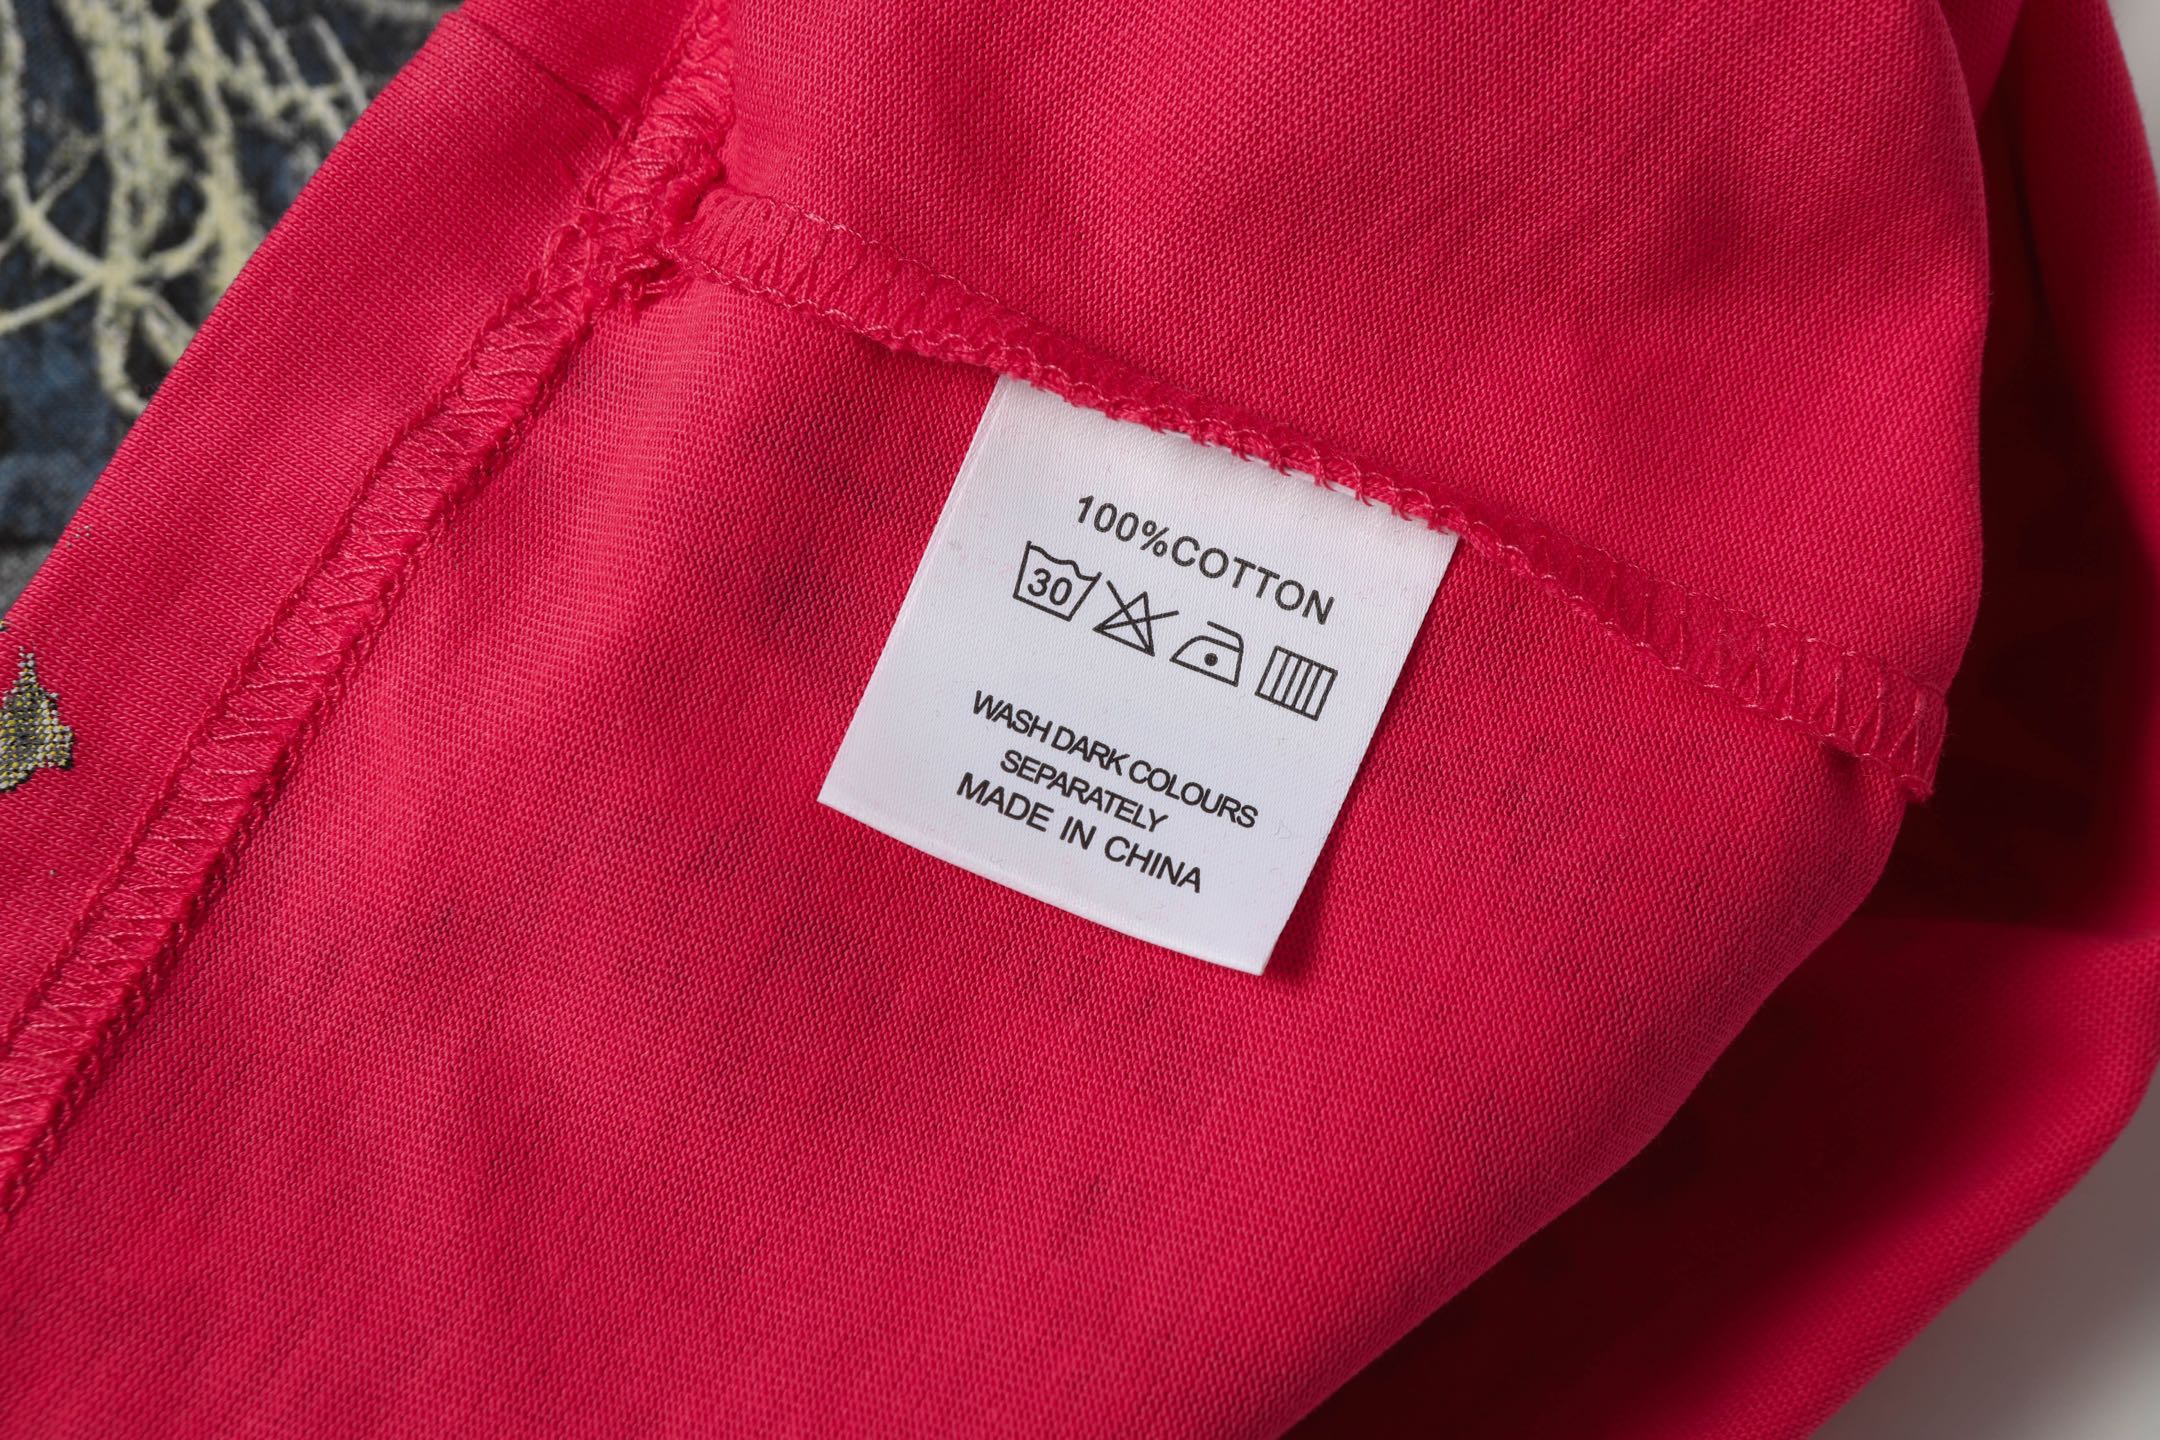 100%COTTON
30
WASH DARK COLOURS
SEPARATELY
MADE IN CHINA